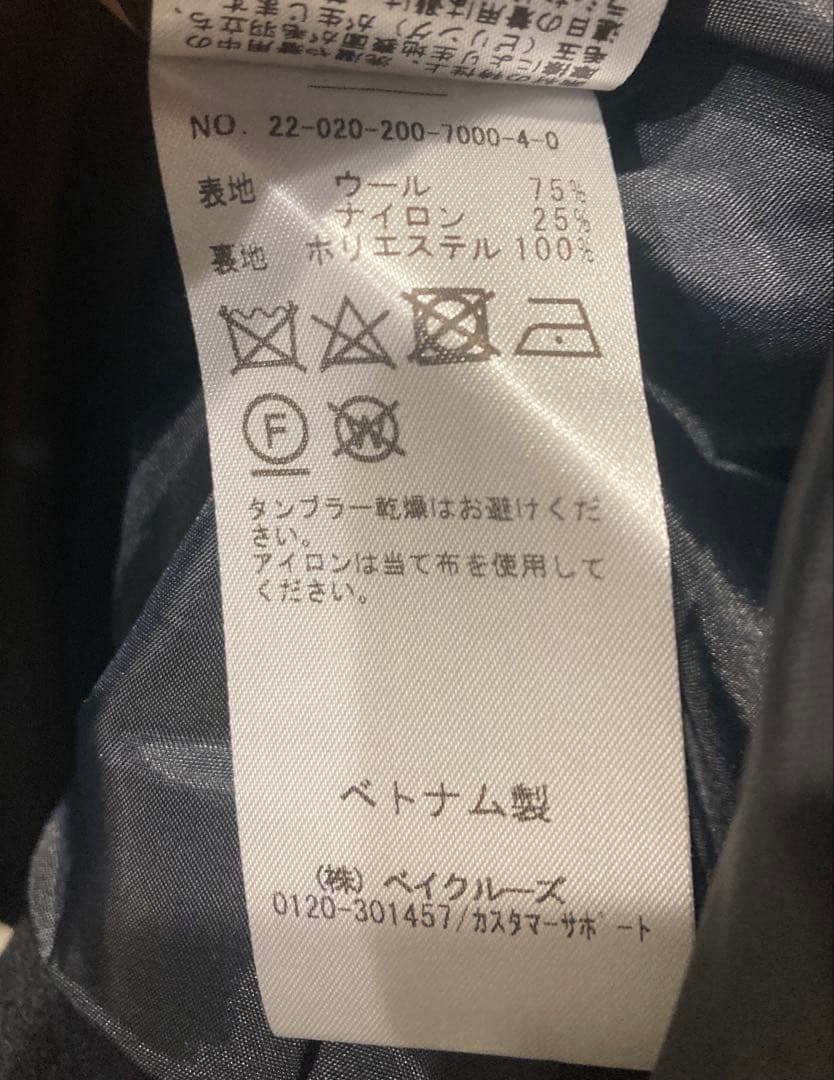 NO. 22-020-200-7000-4-0
表地 ウール 75%
ナイロン 25%
裏地 ポリエステル 100%
F
W
タンブラー乾燥はお避けくだ
さい。
アイロンは当て布を使用して
ください。
ベトナム製
(株) ベイクルーズ
0120-301457/カスタマーサポート